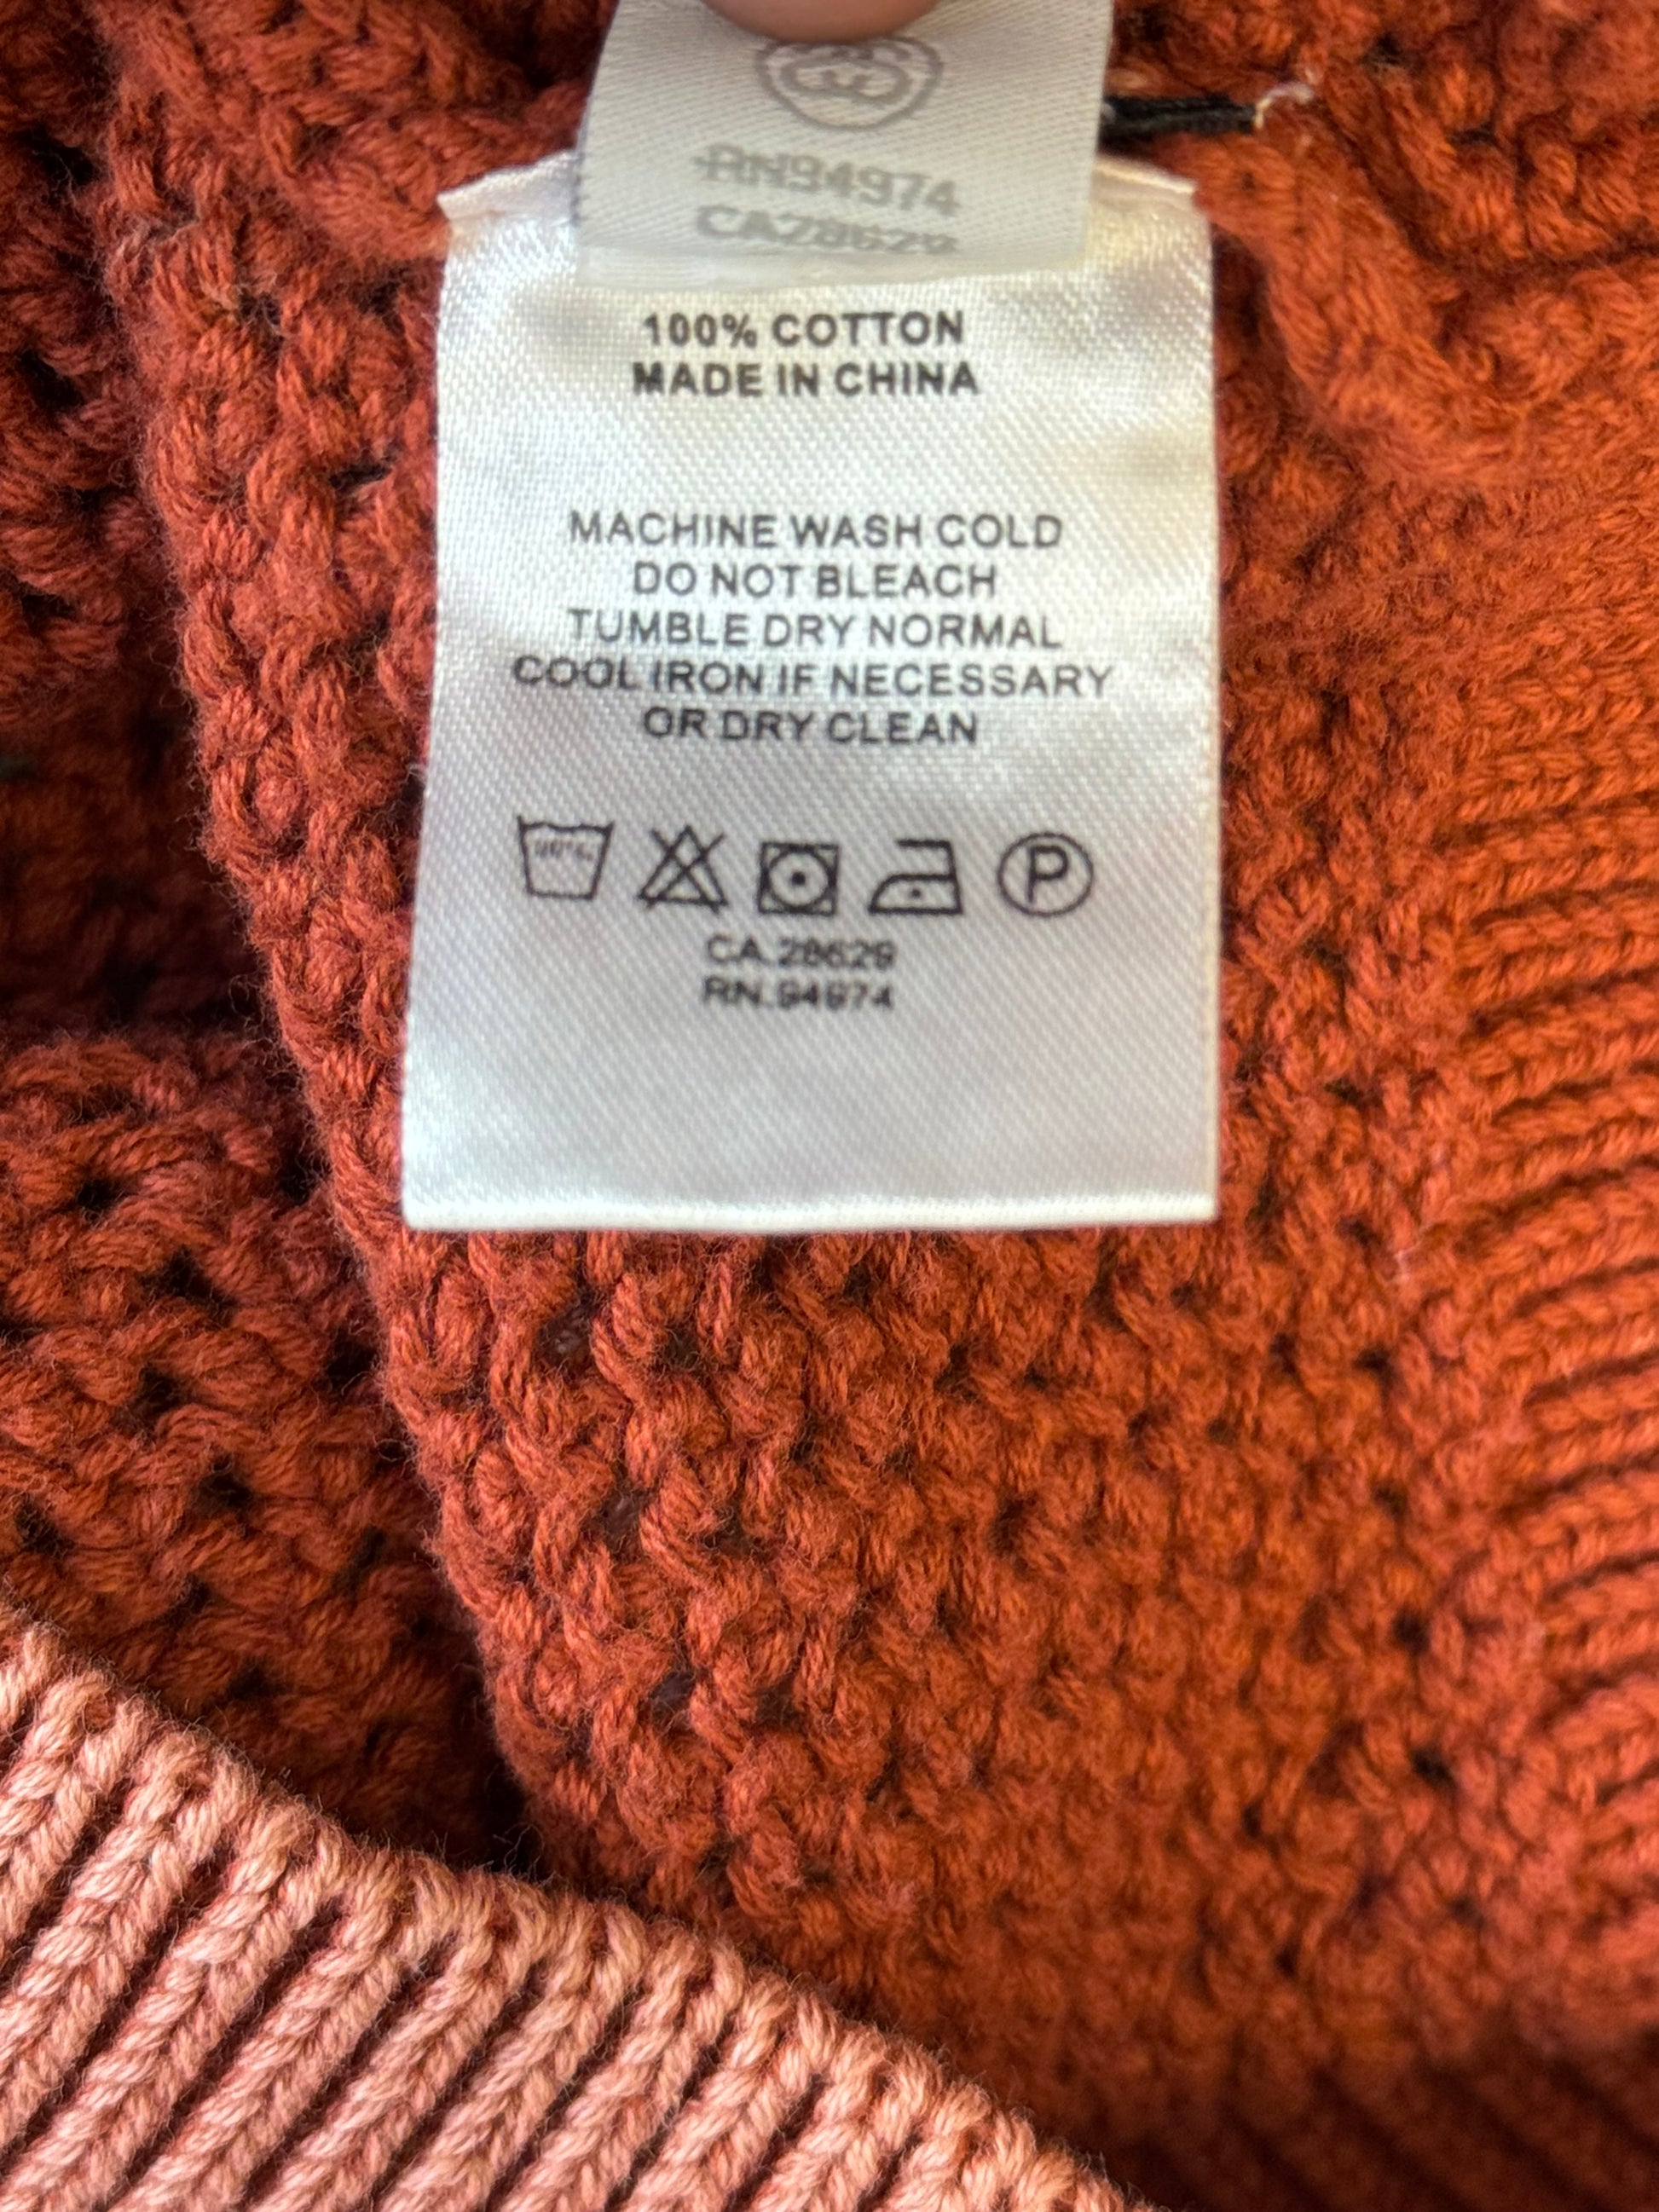 RN94974
CA28629
100% COTTON
MADE IN CHINA
MACHINE WASH COLD
DO NOT BLEACH
TUMBLE DRY NORMAL
COOL IRON IF NECESSARY
OR DRY CLEAN
P
CA.28629
RN.94974